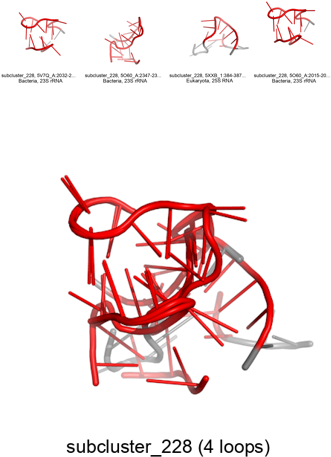 subcluster_228, 5V7Q_A:2032-2...
Bacteria, 23S rRNA
subcluster_228, 5O60_A:2347-23...
Bacteria, 23S rRNA
subcluster_228, 5XXB_1:384-387...
Eukaryota, 25S RNA
subcluster_228, 5O60_A:2015-20...
Bacteria, 23S rRNA
subcluster_228 (4 loops)